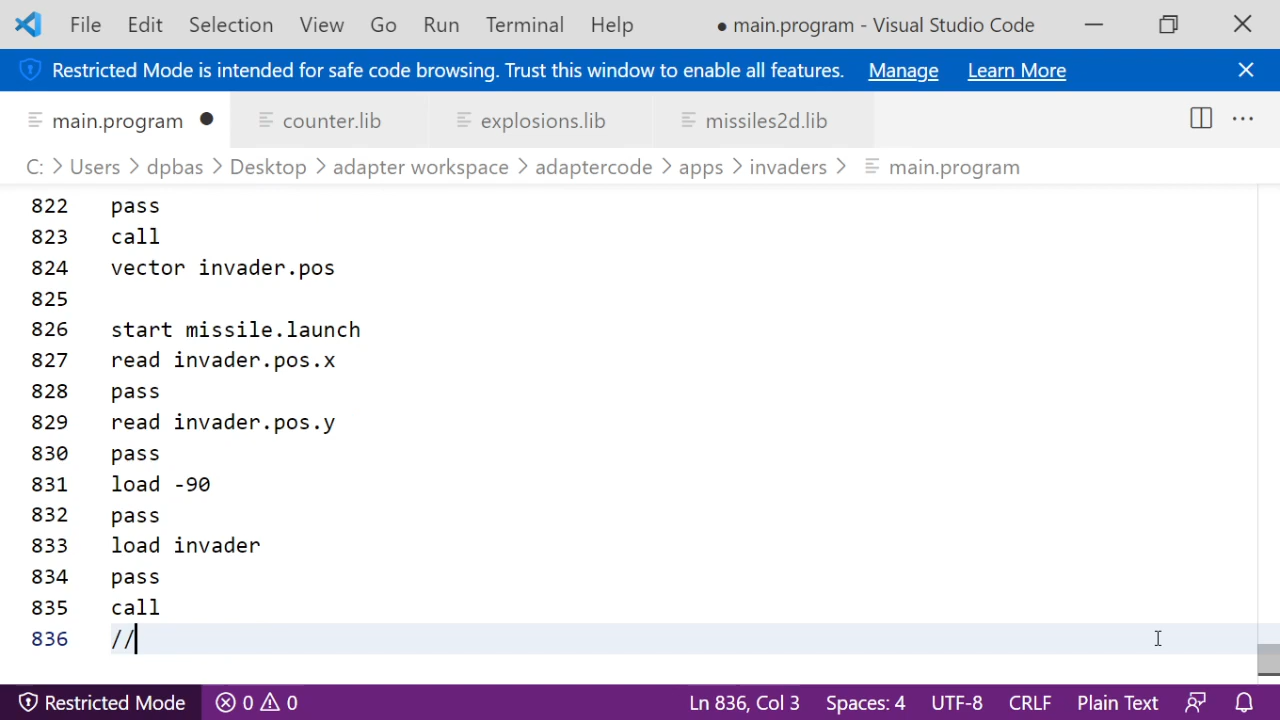 File Edit Selection View Go Run Terminal Help ● main.program - Visual Studio Code
Restricted Mode is intended for safe code browsing. Trust this window to enable all features. Manage Learn More
main.program ● counter.lib explosions.lib missiles2d.lib ···
C: > Users > dpbas > Desktop > adapter workspace > adaptercode > apps > invaders > main.program
822 pass
823 call
824 vector invader.pos
825
826 start missile.launch
827 read invader.pos.x
828 pass
829 read invader.pos.y
830 pass
831 load -90
832 pass
833 load invader
834 pass
835 call
836 //
Restricted Mode 0 0 Ln 836, Col 3 Spaces: 4 UTF-8 CRLF Plain Text